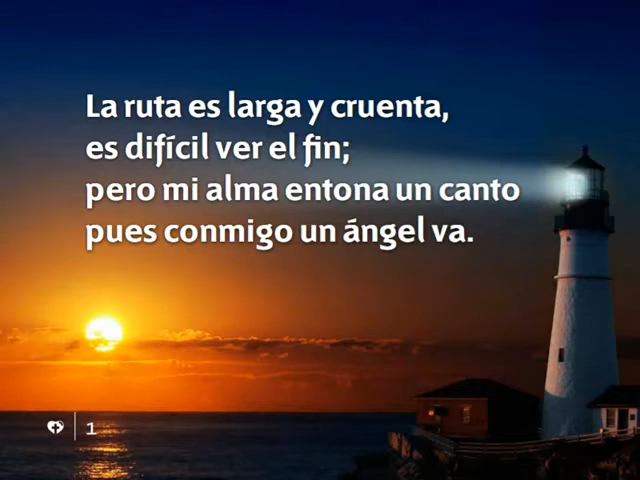 La ruta es larga y cruenta,
es difícil ver el fin;
pero mi alma entona un canto
pues conmigo un ángel va.
1